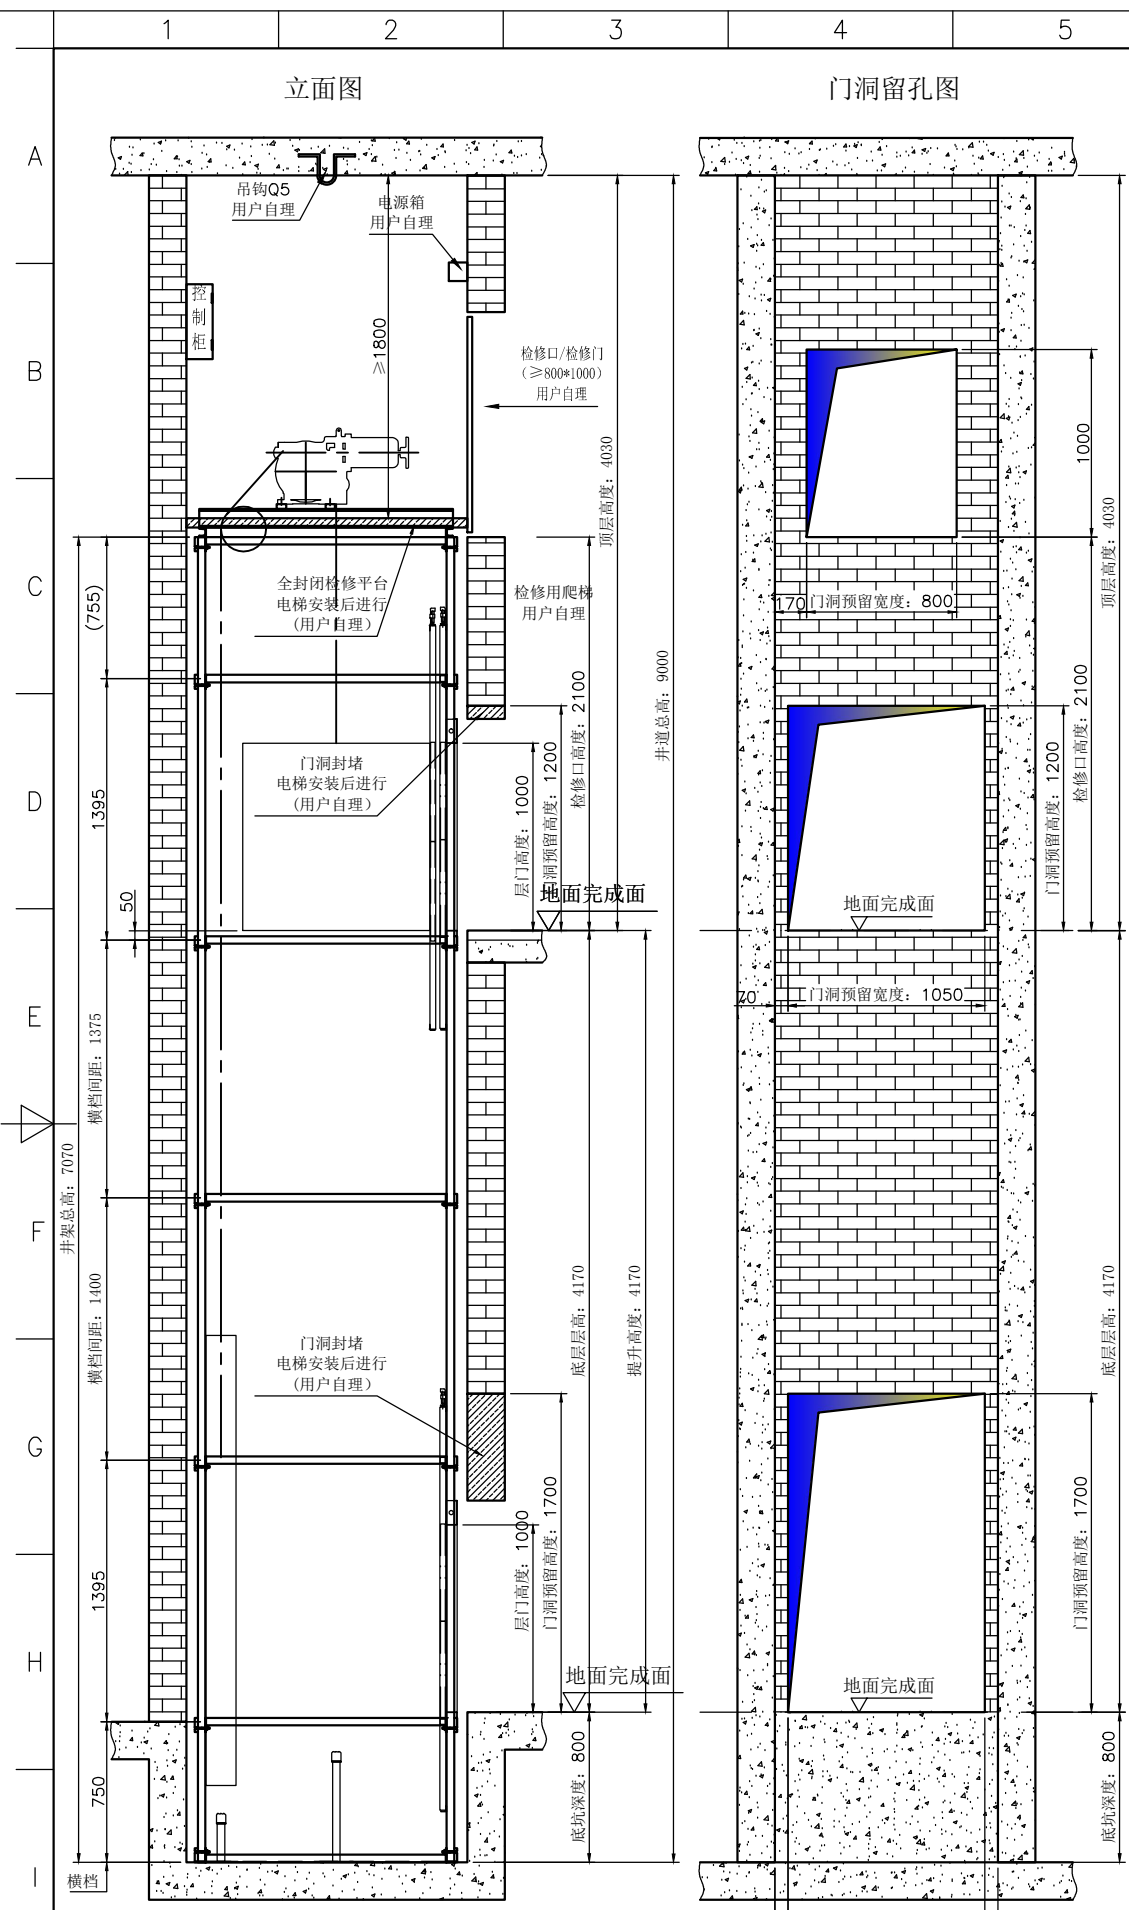 1
2
3
4
5
A
B
C
D
E
F
G
H
I
立面图
吊钩Q5
用户自理
电源箱
用户自理
控
制
柜
≥1800
检修口/检修门
(≥800*1000)
用户自理
顶层高度: 4030
井道总高: 9000
全封闭检修平台
电梯安装后进行
(用户自理)
检修用爬梯
用户自理
(755)
检修口高度: 2100
门洞封堵
电梯安装后进行
(用户自理)
层门高度: 1000
门洞预留高度: 1200
1395
50
地面完成面
横档间距: 1375
井架总高: 7070
横档间距: 1400
底层层高: 4170
提升高度: 4170
门洞封堵
电梯安装后进行
(用户自理)
层门高度: 1000
门洞预留高度: 1700
1395
地面完成面
750
底坑深度: 800
横档
门洞留孔图
1000
顶层高度: 4030
170
门洞预留宽度: 800
检修口高度: 2100
门洞预留高度: 1200
地面完成面
70
门洞预留宽度: 1050
底层层高: 4170
门洞预留高度: 1700
地面完成面
底坑深度: 800